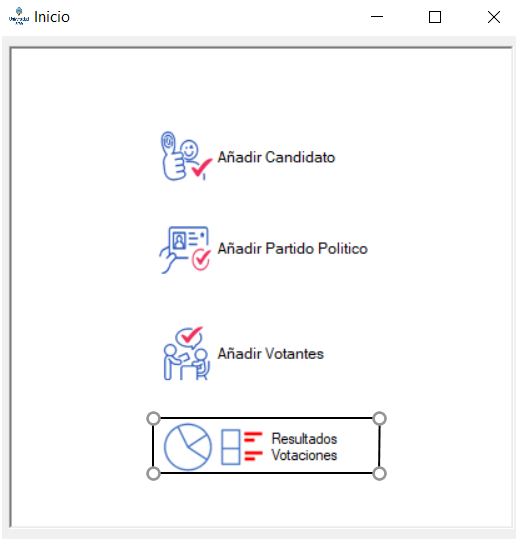 Inicio
Añadir Candidato
Añadir Partido Politico
Añadir Votantes
Resultados
Votaciones